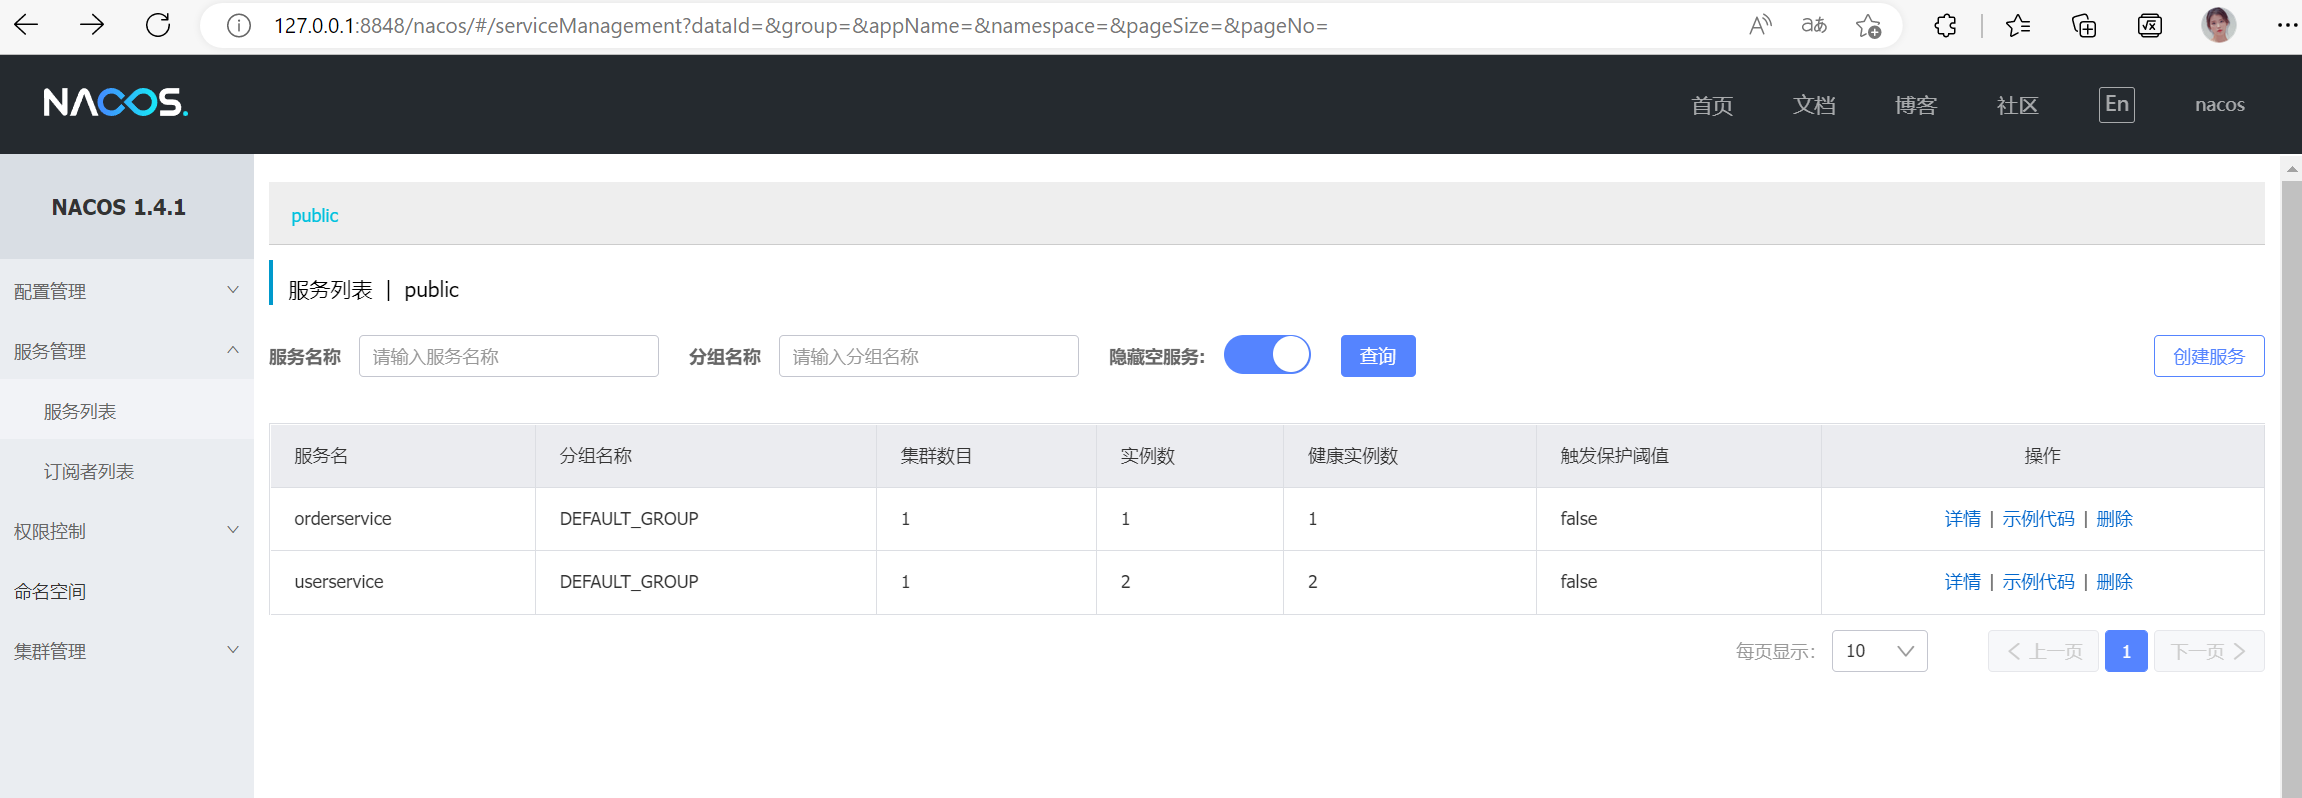 127.0.0.1:8848/nacos/#/serviceManagement?dataId=&group=&appName=&namespace=&pageSize=&pageNo=
NACOS.
首页 文档 博客 社区 En nacos
NACOS 1.4.1
配置管理
服务管理
服务列表
订阅者列表
权限控制
命名空间
集群管理
public
服务列表 | public
服务名称 请输入服务名称 分组名称 请输入分组名称 隐藏空服务: 查询 创建服务
服务名 分组名称 集群数目 实例数 健康实例数 触发保护阈值 操作
orderservice DEFAULT_GROUP 1 1 1 false 详情 | 示例代码 | 删除
userservice DEFAULT_GROUP 1 2 2 false 详情 | 示例代码 | 删除
每页显示: 10 上一页 1 下一页